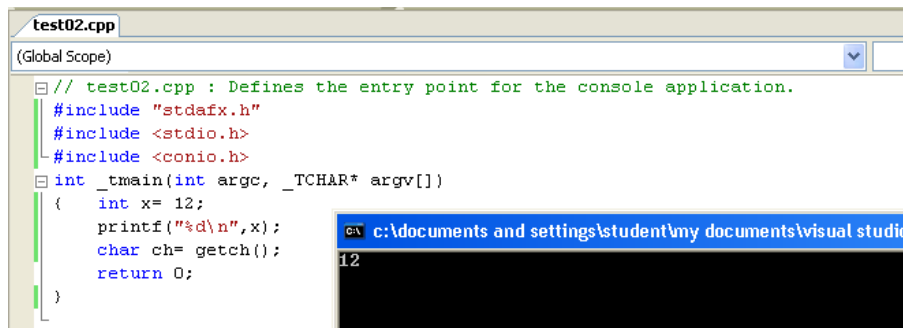 test02.cpp
(Global Scope)
// test02.cpp : Defines the entry point for the console application.
#include "stdafx.h"
#include <stdio.h>
#include <conio.h>
int _tmain(int argc, _TCHAR* argv[])
{    int x= 12;
printf("%d\n",x);
char ch= getch();
return 0;
}
c:\documents and settings\student\my documents\visual studio
12